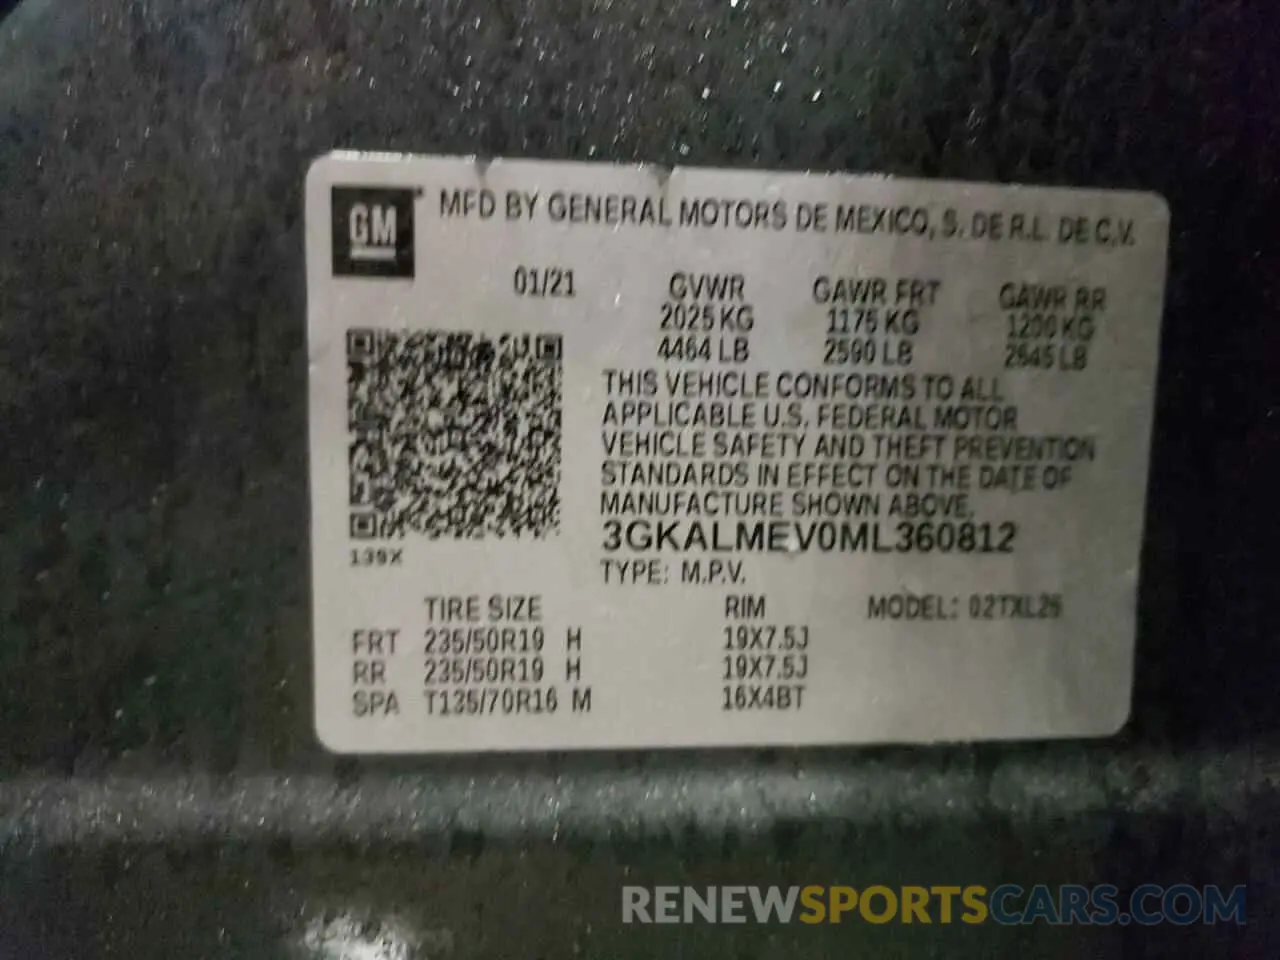 GM
MFD BY GENERAL MOTORS DE MEXICO, S. DE R.L. DE C.V.
01/21 GVWR GAWR FRT GAWR RR
2025 KG 1175 KG 1200 KG
4464 LB 2590 LB 2645 LB
THIS VEHICLE CONFORMS TO ALL
APPLICABLE U.S. FEDERAL MOTOR
VEHICLE SAFETY AND THEFT PREVENTION
STANDARDS IN EFFECT ON THE DATE OF
MANUFACTURE SHOWN ABOVE.
3GKALMEV0ML360812
139X
TYPE: M.P.V.
TIRE SIZE RIM MODEL: 02TXL26
FRT 235/50R19 H 19X7.5J
RR 235/50R19 H 19X7.5J
SPA T135/70R16 M 16X4BT
RENEWSPORTSCARS.COM